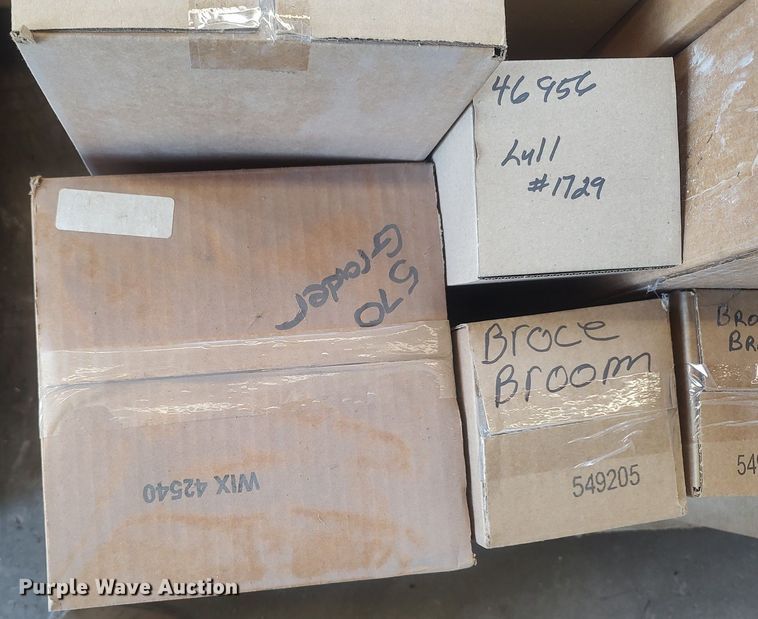 46956
Lull
#1729
570
Grader
WIX 42540
Broce
Broom
549205
Purple Wave Auction